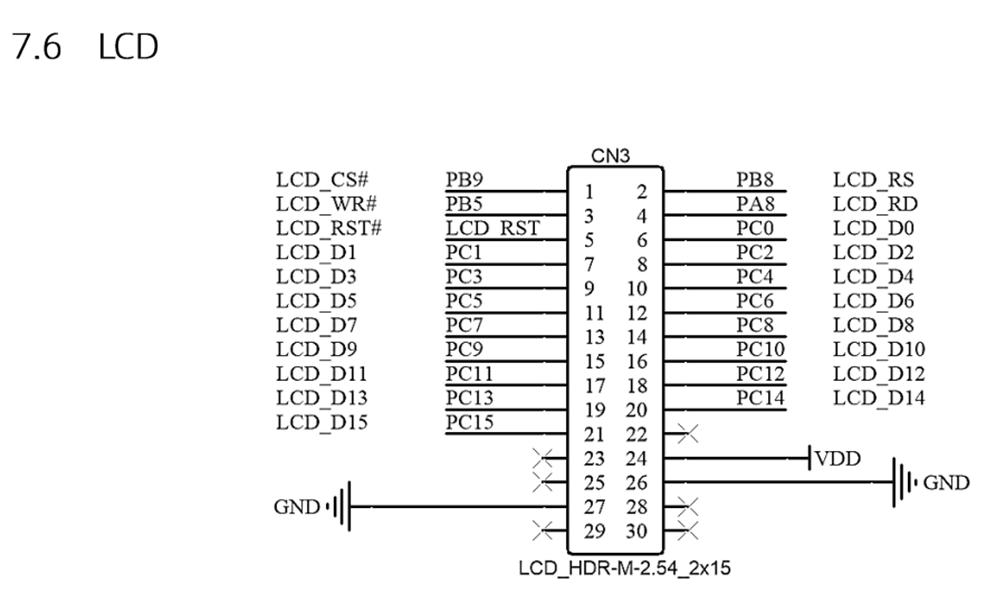 7.6 LCD
CN3
LCD_CS# PB9 1 2 PB8 LCD_RS
LCD_WR# PB5 3 4 PA8 LCD_RD
LCD_RST# LCD_RST 5 6 PC0 LCD_D0
LCD_D1 PC1 7 8 PC2 LCD_D2
LCD_D3 PC3 9 10 PC4 LCD_D4
LCD_D5 PC5 11 12 PC6 LCD_D6
LCD_D7 PC7 13 14 PC8 LCD_D8
LCD_D9 PC9 15 16 PC10 LCD_D10
LCD_D11 PC11 17 18 PC12 LCD_D12
LCD_D13 PC13 19 20 PC14 LCD_D14
LCD_D15 PC15 21 22
23 24 VDD
25 26 GND
GND 27 28
29 30
LCD_HDR-M-2.54_2x15